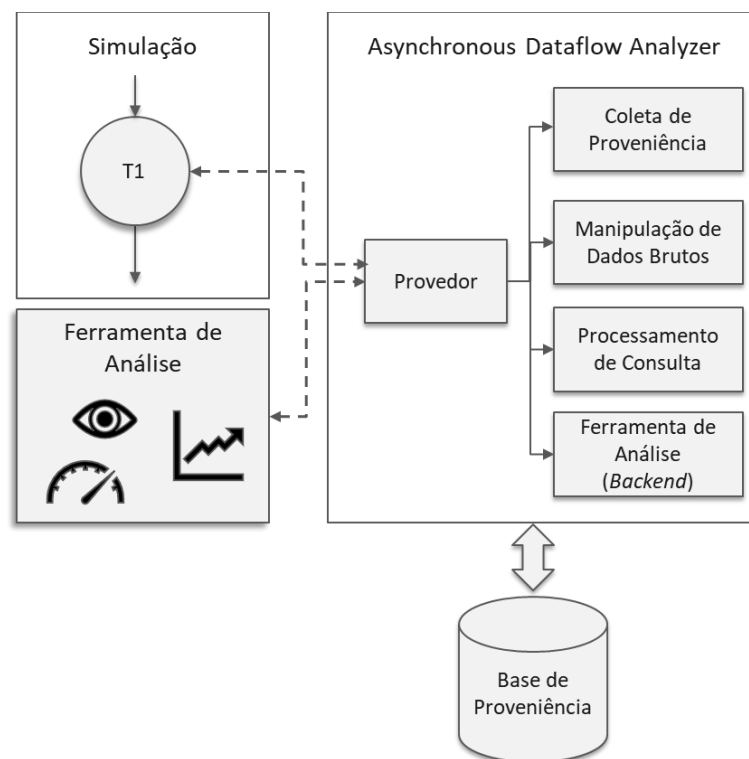 Simulação
T1
Ferramenta de
Análise
Asynchronous Dataflow Analyzer
Provedor
Coleta de
Proveniência
Manipulação de
Dados Brutos
Processamento
de Consulta
Ferramenta de
Análise
(Backend)
Base de
Proveniência